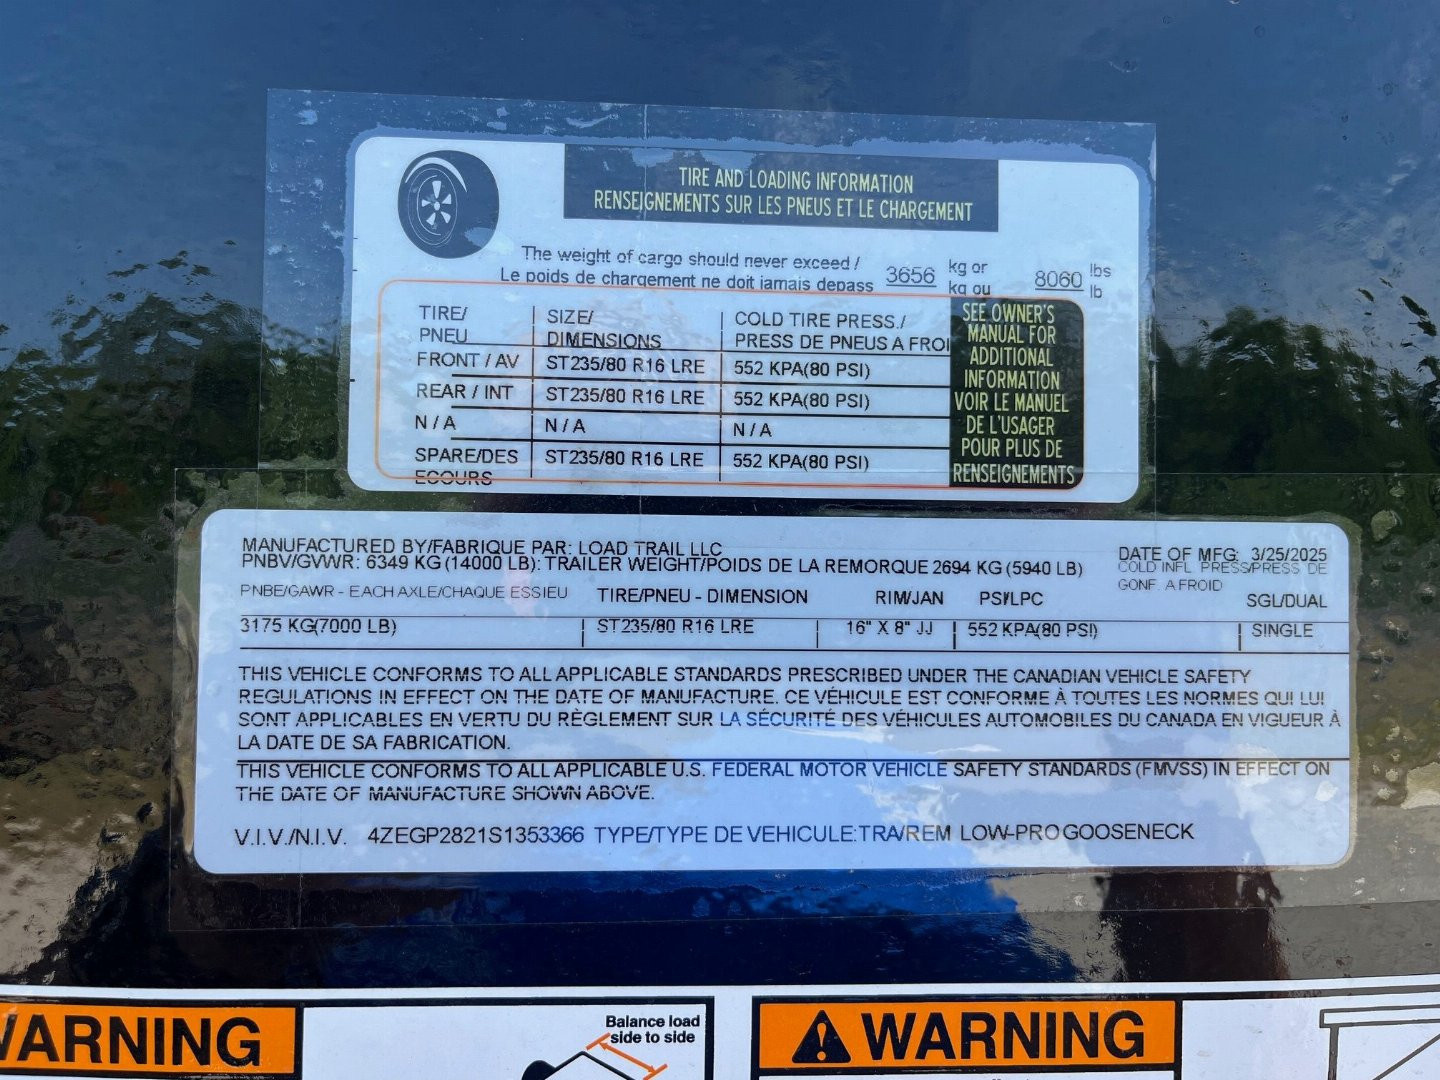 TIRE AND LOADING INFORMATION
RENSEIGNEMENTS SUR LES PNEUS ET LE CHARGEMENT
The weight of cargo should never exceed /
Le poids de chargement ne doit jamais depass 3656 kg or kg ou 8060 lbs lb
TIRE/ PNEU SIZE/ DIMENSIONS COLD TIRE PRESS./ PRESS DE PNEUS A FROI
FRONT / AV ST235/80 R16 LRE 552 KPA(80 PSI)
REAR / INT ST235/80 R16 LRE 552 KPA(80 PSI)
N / A N / A N / A
SPARE/DES ECOURS ST235/80 R16 LRE 552 KPA(80 PSI)
SEE OWNER'S
MANUAL FOR
ADDITIONAL
INFORMATION
VOIR LE MANUEL
DE L'USAGER
POUR PLUS DE
RENSEIGNEMENTS
MANUFACTURED BY/FABRIQUE PAR: LOAD TRAIL LLC DATE OF MFG: 3/25/2025
PNBV/GVWR: 6349 KG (14000 LB): TRAILER WEIGHT/POIDS DE LA REMORQUE 2694 KG (5940 LB) COLD INFL. PRESS/PRESS DE
GONF. A FROID
PNBE/GAWR - EACH AXLE/CHAQUE ESSIEU TIRE/PNEU - DIMENSION RIM/JAN PSI/LPC SGL/DUAL
3175 KG(7000 LB) ST235/80 R16 LRE 16" X 8" JJ 552 KPA(80 PSI) SINGLE
THIS VEHICLE CONFORMS TO ALL APPLICABLE STANDARDS PRESCRIBED UNDER THE CANADIAN VEHICLE SAFETY
REGULATIONS IN EFFECT ON THE DATE OF MANUFACTURE. CE VÉHICULE EST CONFORME À TOUTES LES NORMES QUI LUI
SONT APPLICABLES EN VERTU DU RÈGLEMENT SUR LA SÉCURITÉ DES VÉHICULES AUTOMOBILES DU CANADA EN VIGUEUR À
LA DATE DE SA FABRICATION.
THIS VEHICLE CONFORMS TO ALL APPLICABLE U.S. FEDERAL MOTOR VEHICLE SAFETY STANDARDS (FMVSS) IN EFFECT ON
THE DATE OF MANUFACTURE SHOWN ABOVE.
V.I.V./N.I.V. 4ZEGP2821S1353366 TYPE/TYPE DE VEHICULE: TRA/REM LOW-PRO GOOSENECK
WARNING
Balance load
side to side
WARNING